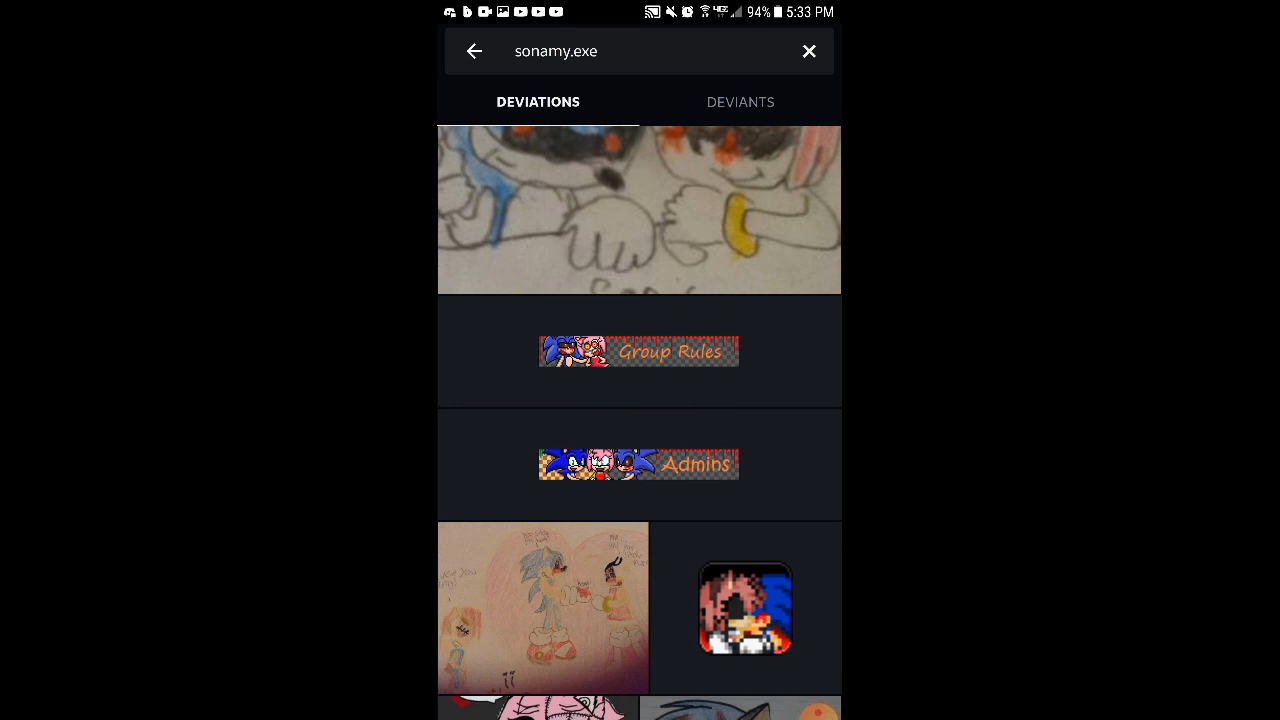 94% 5:33 PM
sonamy.exe
DEVIATIONS DEVIANTS
Group Rules
Admins